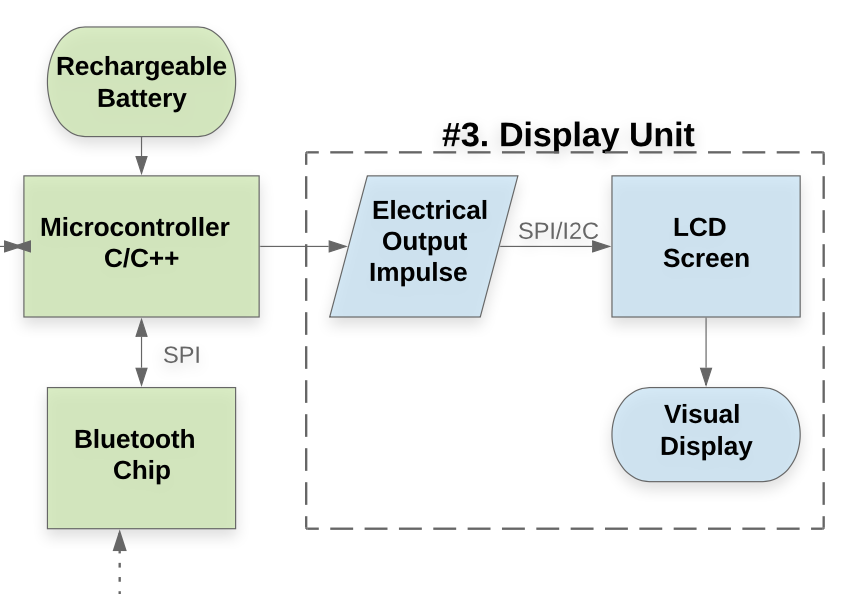 Rechargeable
Battery
#3. Display Unit
Microcontroller
C/C++
Electrical
Output
Impulse
SPI/I2C
LCD
Screen
SPI
Bluetooth
Chip
Visual
Display